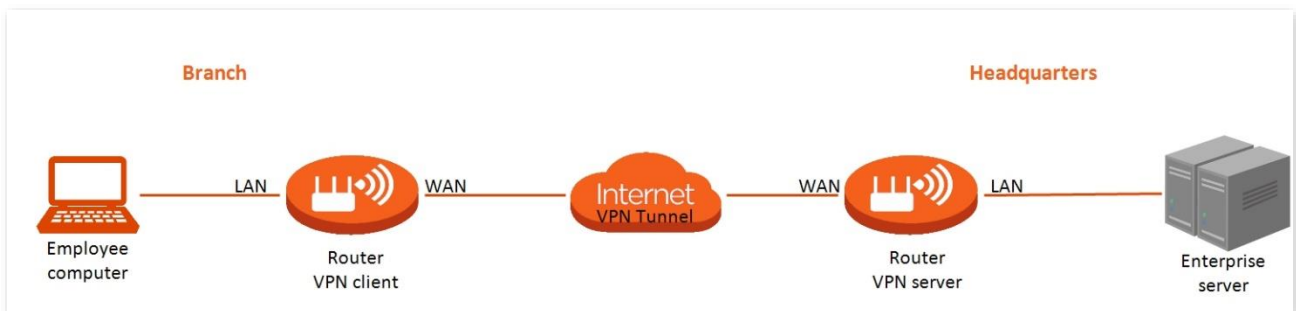 Branch
Headquarters
LAN
WAN
Internet
VPN Tunnel
WAN
LAN
Employee
computer
Router
VPN client
Router
VPN server
Enterprise
server